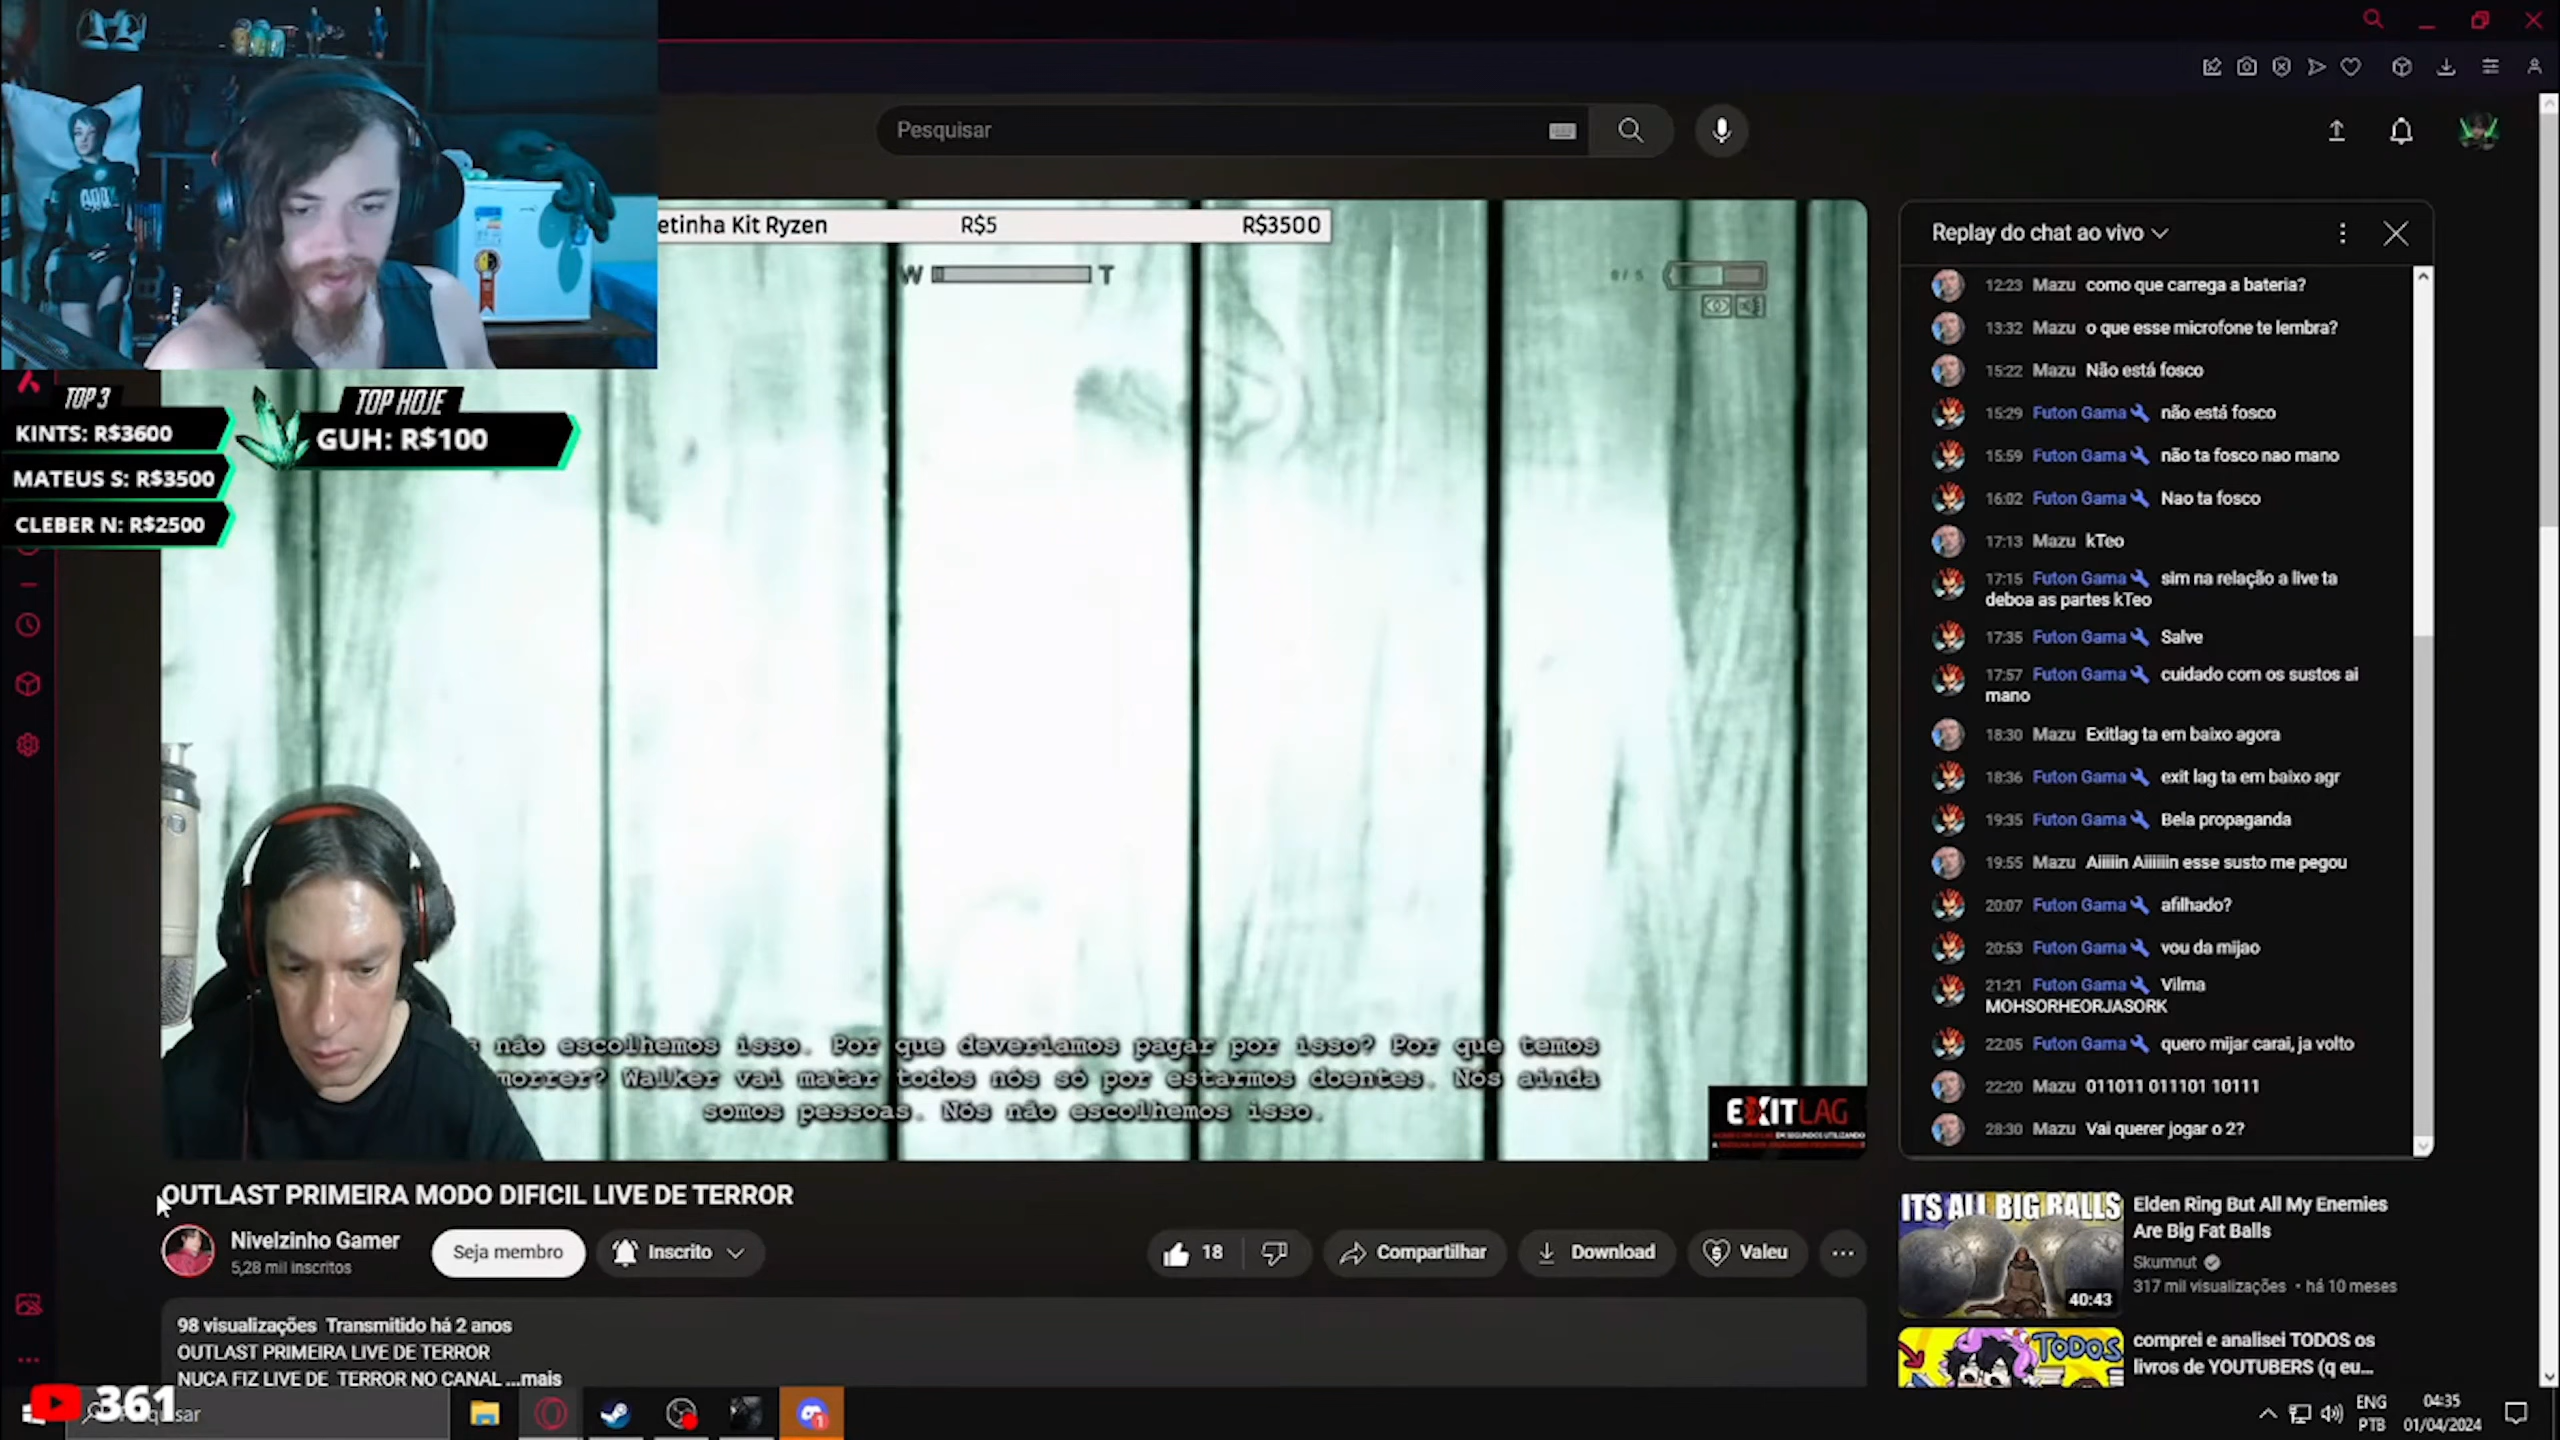 Pesquisar
etinha Kit Ryzen R$5 R$3500
W T
TOP 3
KINTS: R$3600
MATEUS S: R$3500
CLEBER N: R$2500
TOP HOJE
GUH: R$100
não escolhemos isso. Por que deveriamos pagar por isso? Por que temos
morrer? Walker vai matar todos nós só por estarmos doentes. Nós ainda
somos pessoas. Nós não escolhemos isso.
EXITLAG
OUTLAST PRIMEIRA MODO DIFICIL LIVE DE TERROR
Nivelzinho Gamer
5,28 mil inscritos
Seja membro
Inscrito
18
Compartilhar
Download
Valeu
98 visualizações Transmitido há 2 anos
OUTLAST PRIMEIRA LIVE DE TERROR
NUCA FIZ LIVE DE TERROR NO CANAL ...mais
Replay do chat ao vivo
12:23 Mazu como que carrega a bateria?
13:32 Mazu o que esse microfone te lembra?
15:22 Mazu Não está fosco
15:29 Futon Gama não está fosco
15:59 Futon Gama não ta fosco nao mano
16:02 Futon Gama Nao ta fosco
17:13 Mazu kTeo
17:15 Futon Gama sim na relação a live ta
deboa as partes kTeo
17:35 Futon Gama Salve
17:57 Futon Gama cuidado com os sustos ai
mano
18:30 Mazu Exitlag ta em baixo agora
18:36 Futon Gama exit lag ta em baixo agr
19:35 Futon Gama Bela propaganda
19:55 Mazu Aiiiiin Aiiiiiin esse susto me pegou
20:07 Futon Gama afilhado?
20:53 Futon Gama vou da mijao
21:21 Futon Gama Vilma
MOHSORHEORJASORK
22:05 Futon Gama quero mijar carai, ja volto
22:20 Mazu 011011 011101 10111
28:30 Mazu Vai querer jogar o 2?
ITS ALL BIG BALLS
40:43
Elden Ring But All My Enemies
Are Big Fat Balls
Skumnut
317 mil visualizações • há 10 meses
TODOS
comprei e analisei TODOS os
livros de YOUTUBERS (q eu...
361
sar
1
ENG
PTB
04:35
01/04/2024